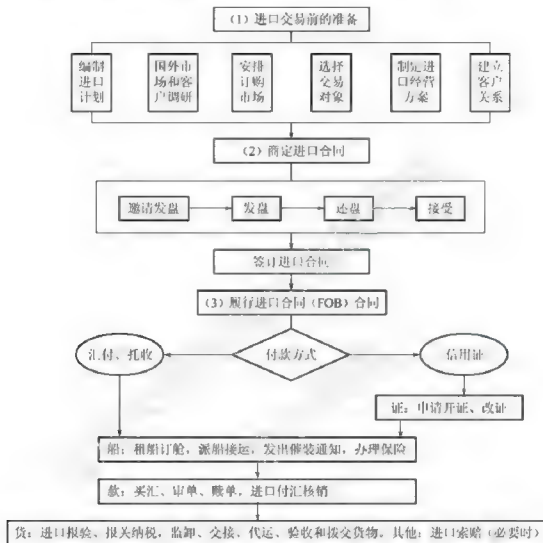 (1) 进口交易前的准备
编制
进口
计划
国外市
场和客
户调研
安排
订购
市场
选择
交易
对象
制定进
口经营
方案
建立
客户
关系
(2) 商定进口合同
邀请发盘
发盘
还盘
接受
签订进口合同
(3) 履行进口合同(FOB)合同
汇付、托收
付款方式
信用证
证：申请开证、改证
船：租船订舱，派船接运，发出催装通知，办理保险
款：买汇、审单、赎单，进口付汇核销
货：进口报验、报关纳税，监卸、交接、代运、验收和拨交货物，其他：进口索赔(必要时)